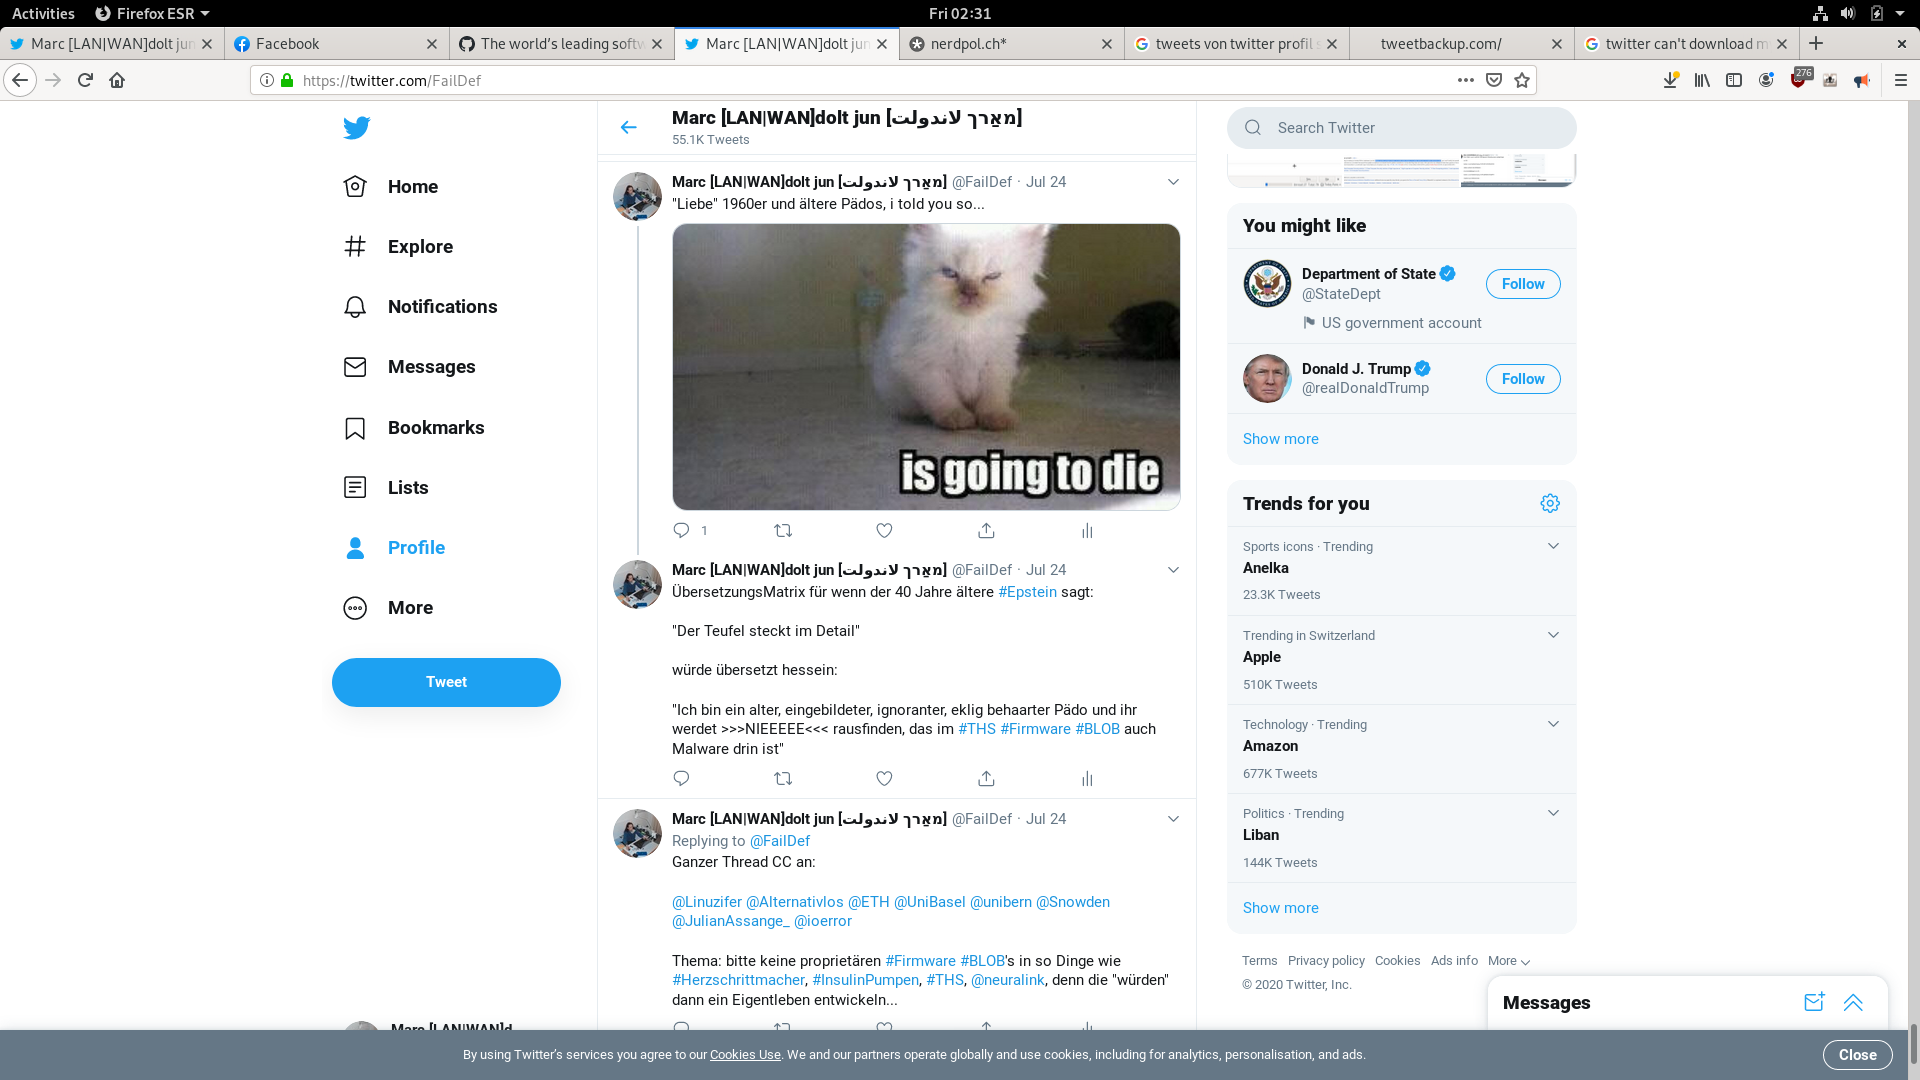 Activities
Firefox ESR
Fri 02:31
Marc [LAN|WAN]dolt jun
Facebook
The world's leading softw
Marc [LAN|WAN]dolt jun
nerdpol.ch*
tweets von twitter profil s
tweetbackup.com/
twitter can't download m
https://twitter.com/FailDef
276
Marc [LAN|WAN]dolt jun [מאַרך לאנדולת]
55.1K Tweets
Search Twitter
Home
Explore
Notifications
Messages
Bookmarks
Lists
Profile
More
Tweet
Marc [LAN|WAN]d
Marc [LAN|WAN]dolt jun [מאַרך לאנדולת] @FailDef · Jul 24
"Liebe" 1960er und ältere Pädos, i told you so...
is going to die
1
Marc [LAN|WAN]dolt jun [מאַרך לאנדולת] @FailDef · Jul 24
ÜbersetzungsMatrix für wenn der 40 Jahre ältere #Epstein sagt:
"Der Teufel steckt im Detail"
würde übersetzt hessein:
"Ich bin ein alter, eingebildeter, ignoranter, eklig behaarter Pädo und ihr
werdet >>>NIEEEEE<<< rausfinden, das im #THS #Firmware #BLOB auch
Malware drin ist"
Marc [LAN|WAN]dolt jun [מאַרך לאנדולת] @FailDef · Jul 24
Replying to @FailDef
Ganzer Thread CC an:
@Linuzifer @Alternativlos @ETH @UniBasel @unibern @Snowden
@JulianAssange_ @ioerror
Thema: bitte keine proprietären #Firmware #BLOB's in so Dinge wie
#Herzschrittmacher, #InsulinPumpen, #THS, @neuralink, denn die "würden"
dann ein Eigentleben entwickeln...
You might like
Department of State
@StateDept
US government account
Follow
Donald J. Trump
@realDonaldTrump
Follow
Show more
Trends for you
Sports icons · Trending
Anelka
23.3K Tweets
Trending in Switzerland
Apple
510K Tweets
Technology · Trending
Amazon
677K Tweets
Politics · Trending
Liban
144K Tweets
Show more
Terms Privacy policy Cookies Ads info More
© 2020 Twitter, Inc.
Messages
By using Twitter's services you agree to our Cookies Use. We and our partners operate globally and use cookies, including for analytics, personalisation, and ads.
Close